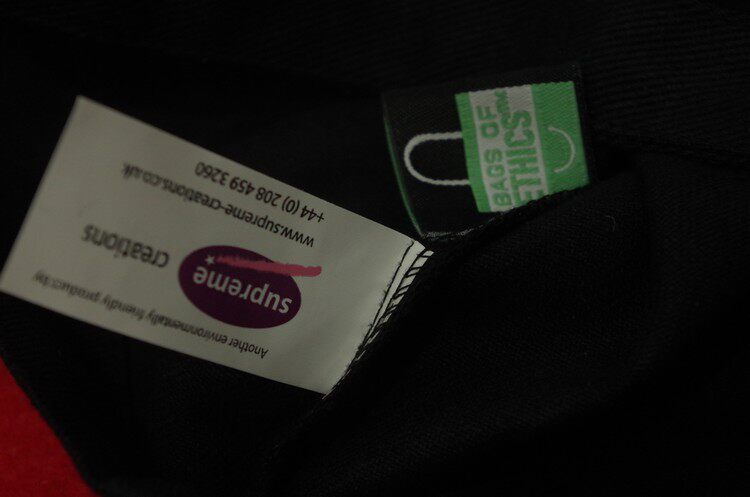 Another environmentally friendly product by:
supreme creations
www.supreme-creations.co.uk
+44 (0) 208 459 3260
BAGS OF
ETHICS